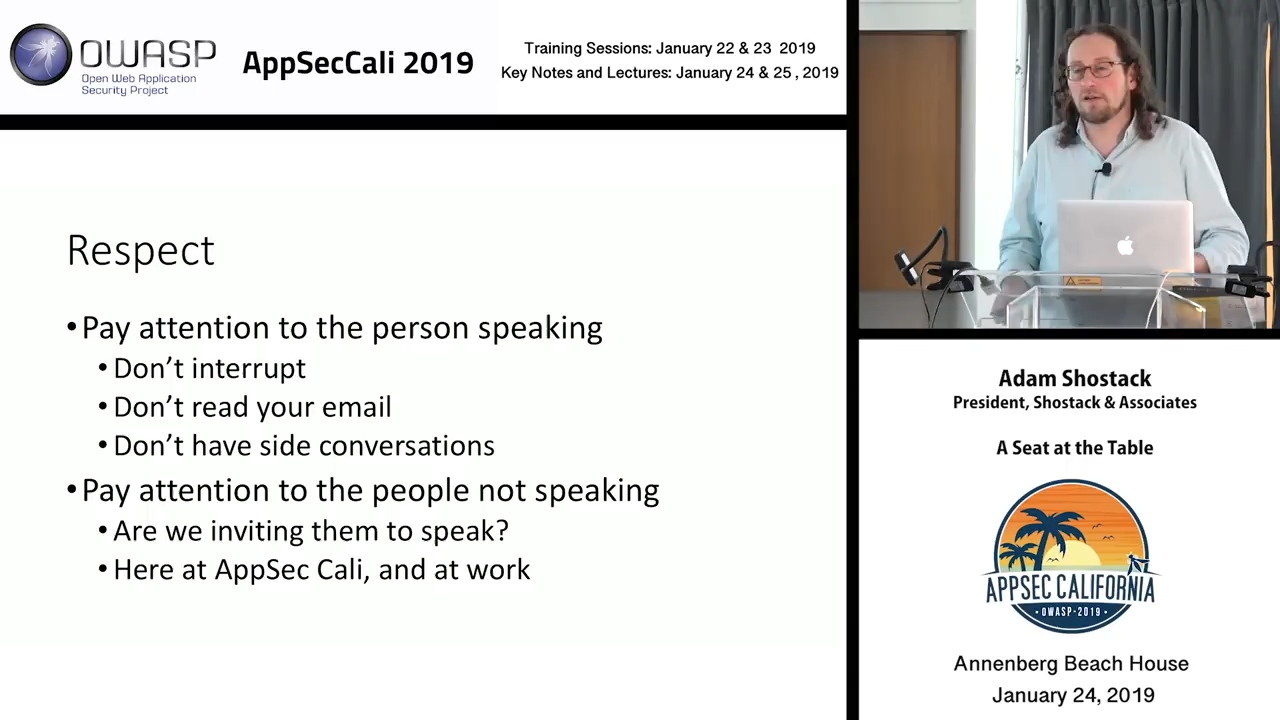 OWASP
Open Web Application
Security Project
AppSecCali 2019
Training Sessions: January 22 & 23 2019
Key Notes and Lectures: January 24 & 25 , 2019
Respect
•Pay attention to the person speaking
•Don’t interrupt
•Don’t read your email
•Don’t have side conversations
•Pay attention to the people not speaking
•Are we inviting them to speak?
•Here at AppSec Cali, and at work
Adam Shostack
President, Shostack & Associates
A Seat at the Table
APPSEC CALIFORNIA
• OWASP-2019 •
Annenberg Beach House
January 24, 2019